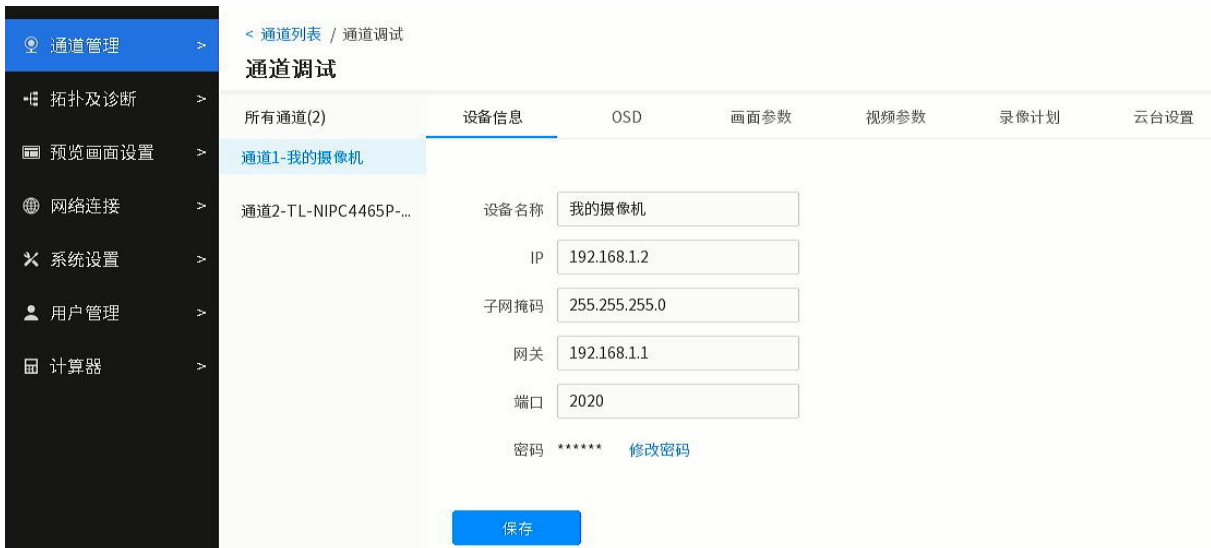 通道管理 >
拓扑及诊断 >
预览画面设置 >
网络连接 >
系统设置 >
用户管理 >
计算器 >
< 通道列表 / 通道调试
通道调试
所有通道(2)
通道1-我的摄像机
通道2-TL-NIPC4465P-...
设备信息 OSD 画面参数 视频参数 录像计划 云台设置
设备名称 我的摄像机
IP 192.168.1.2
子网掩码 255.255.255.0
网关 192.168.1.1
端口 2020
密码 ****** 修改密码
保存